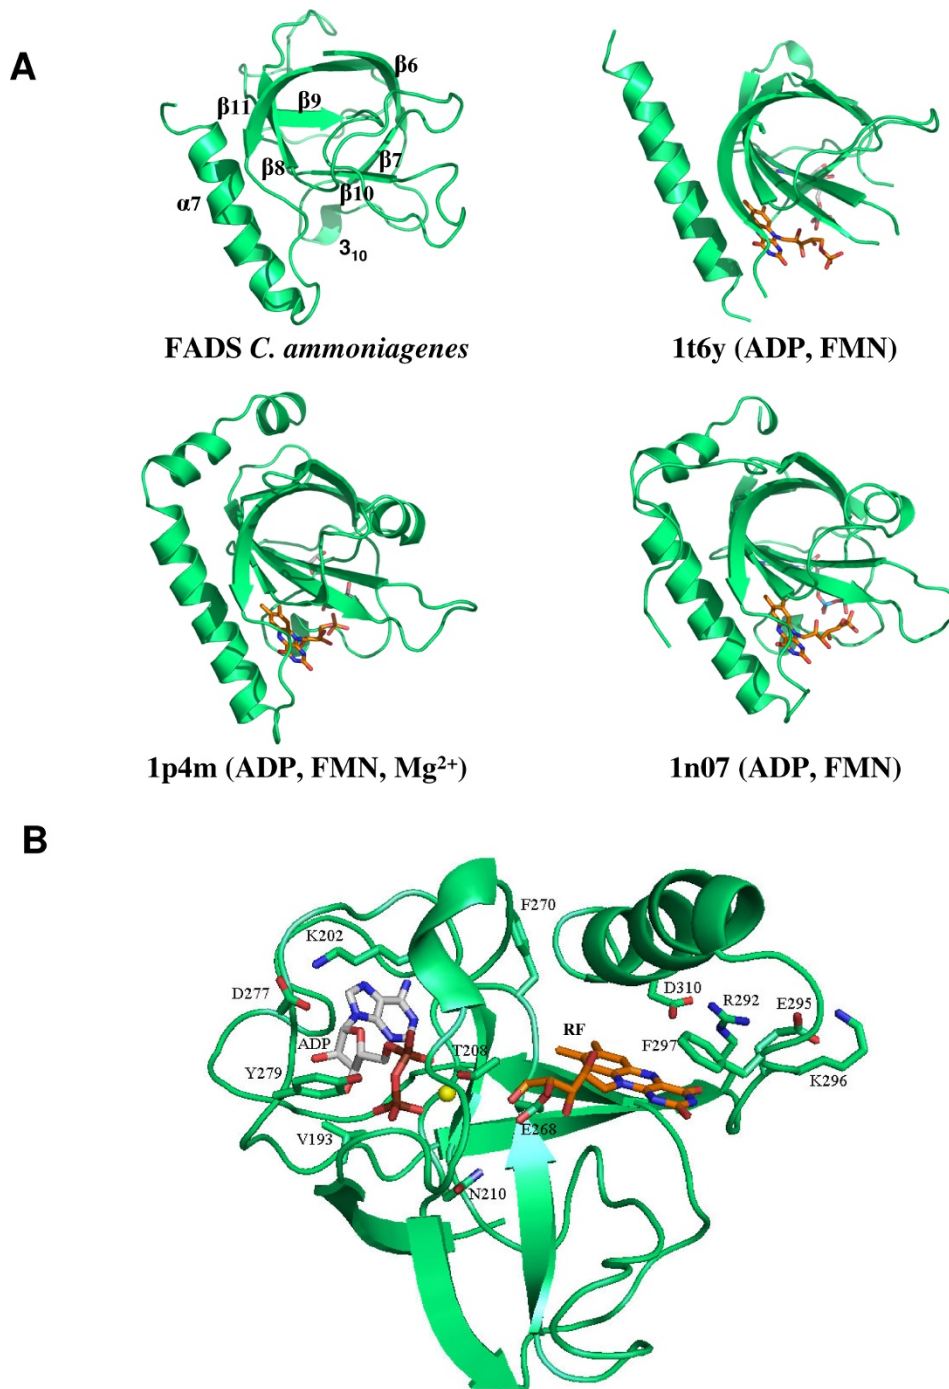 A
β6
β11
β9
β8
β7
β10
α7
3₁₀
FADS C. ammoniagenes
1t6y (ADP, FMN)
1p4m (ADP, FMN, Mg²⁺)
1n07 (ADP, FMN)
B
F270
K202
D277
D310
R292
E295
ADP
RF
T208
F297
Y279
K296
E268
V193
N210